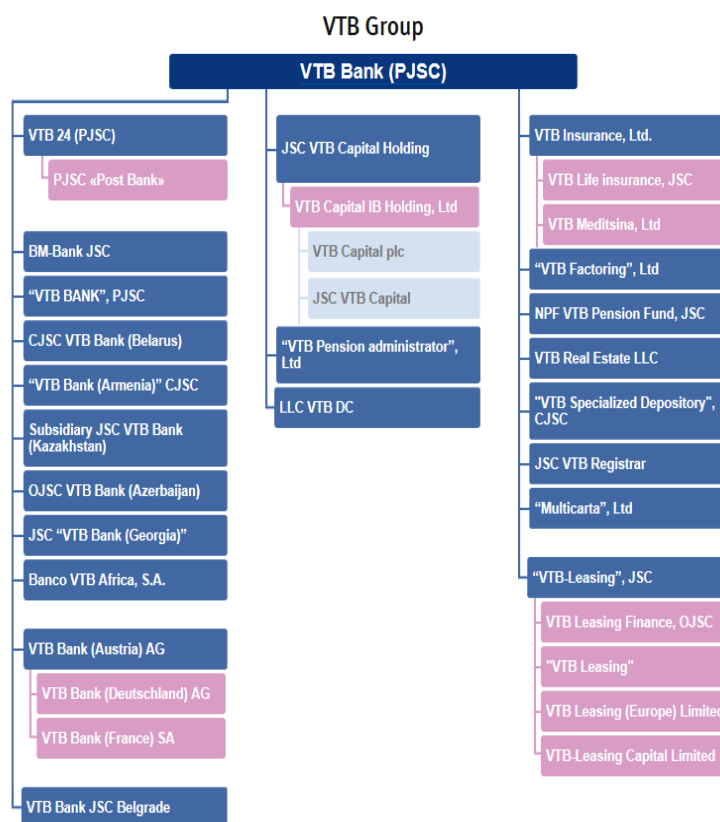 VTB Group
VTB Bank (PJSC)
VTB 24 (PJSC)
PJSC «Post Bank»
BM-Bank JSC
“VTB BANK”, PJSC
CJSC VTB Bank (Belarus)
“VTB Bank (Armenia)” CJSC
Subsidiary JSC VTB Bank
(Kazakhstan)
OJSC VTB Bank (Azerbaijan)
JSC “VTB Bank (Georgia)”
Banco VTB Africa, S.A.
VTB Bank (Austria) AG
VTB Bank (Deutschland) AG
VTB Bank (France) SA
VTB Bank JSC Belgrade
JSC VTB Capital Holding
VTB Capital IB Holding, Ltd
VTB Capital plc
JSC VTB Capital
“VTB Pension administrator”,
Ltd
LLC VTB DC
VTB Insurance, Ltd.
VTB Life insurance, JSC
VTB Meditsina, Ltd
“VTB Factoring”, Ltd
NPF VTB Pension Fund, JSC
VTB Real Estate LLC
"VTB Specialized Depository",
CJSC
JSC VTB Registrar
“Multicarta”, Ltd
“VTB-Leasing”, JSC
VTB Leasing Finance, OJSC
"VTB Leasing"
VTB Leasing (Europe) Limited
VTB-Leasing Capital Limited